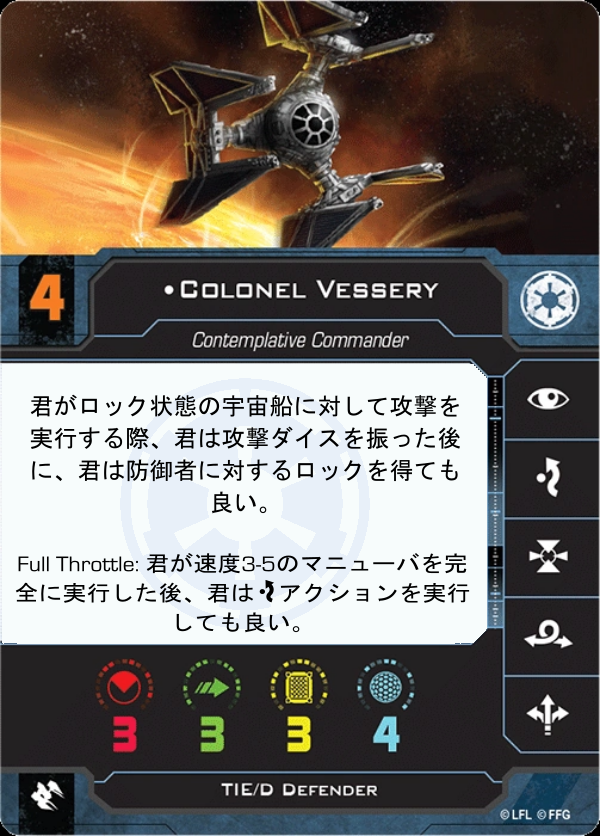 4
•Colonel Vessery
Contemplative Commander
君がロック状態の宇宙船に対して攻撃を
実行する際、君は攻撃ダイスを振った後
に、君は防御者に対するロックを得ても
良い。
Full Throttle: 君が速度3-5のマニューバを完
全に実行した後、君はアクションを実行
しても良い。
3 3 3 4
TIE/D Defender
©LFL ©FFG